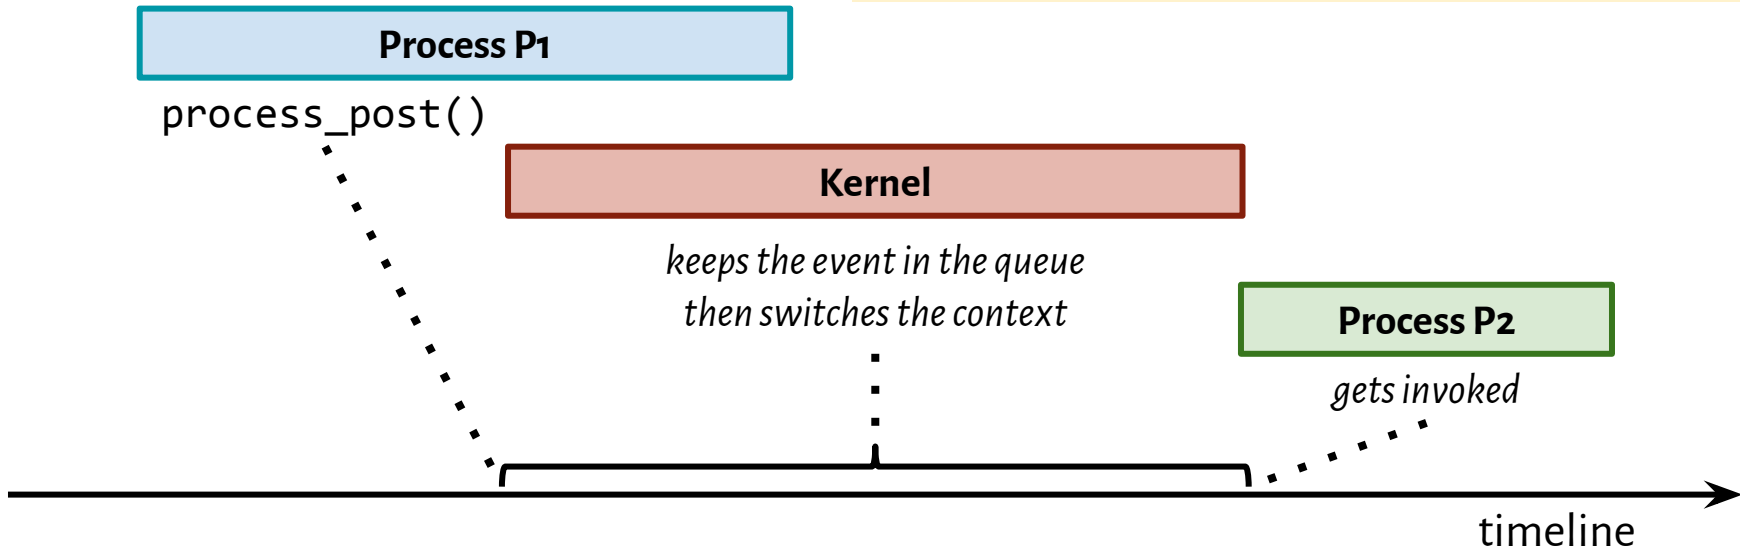 Process P1
process_post()
Kernel
keeps the event in the queue
then switches the context
Process P2
gets invoked
timeline